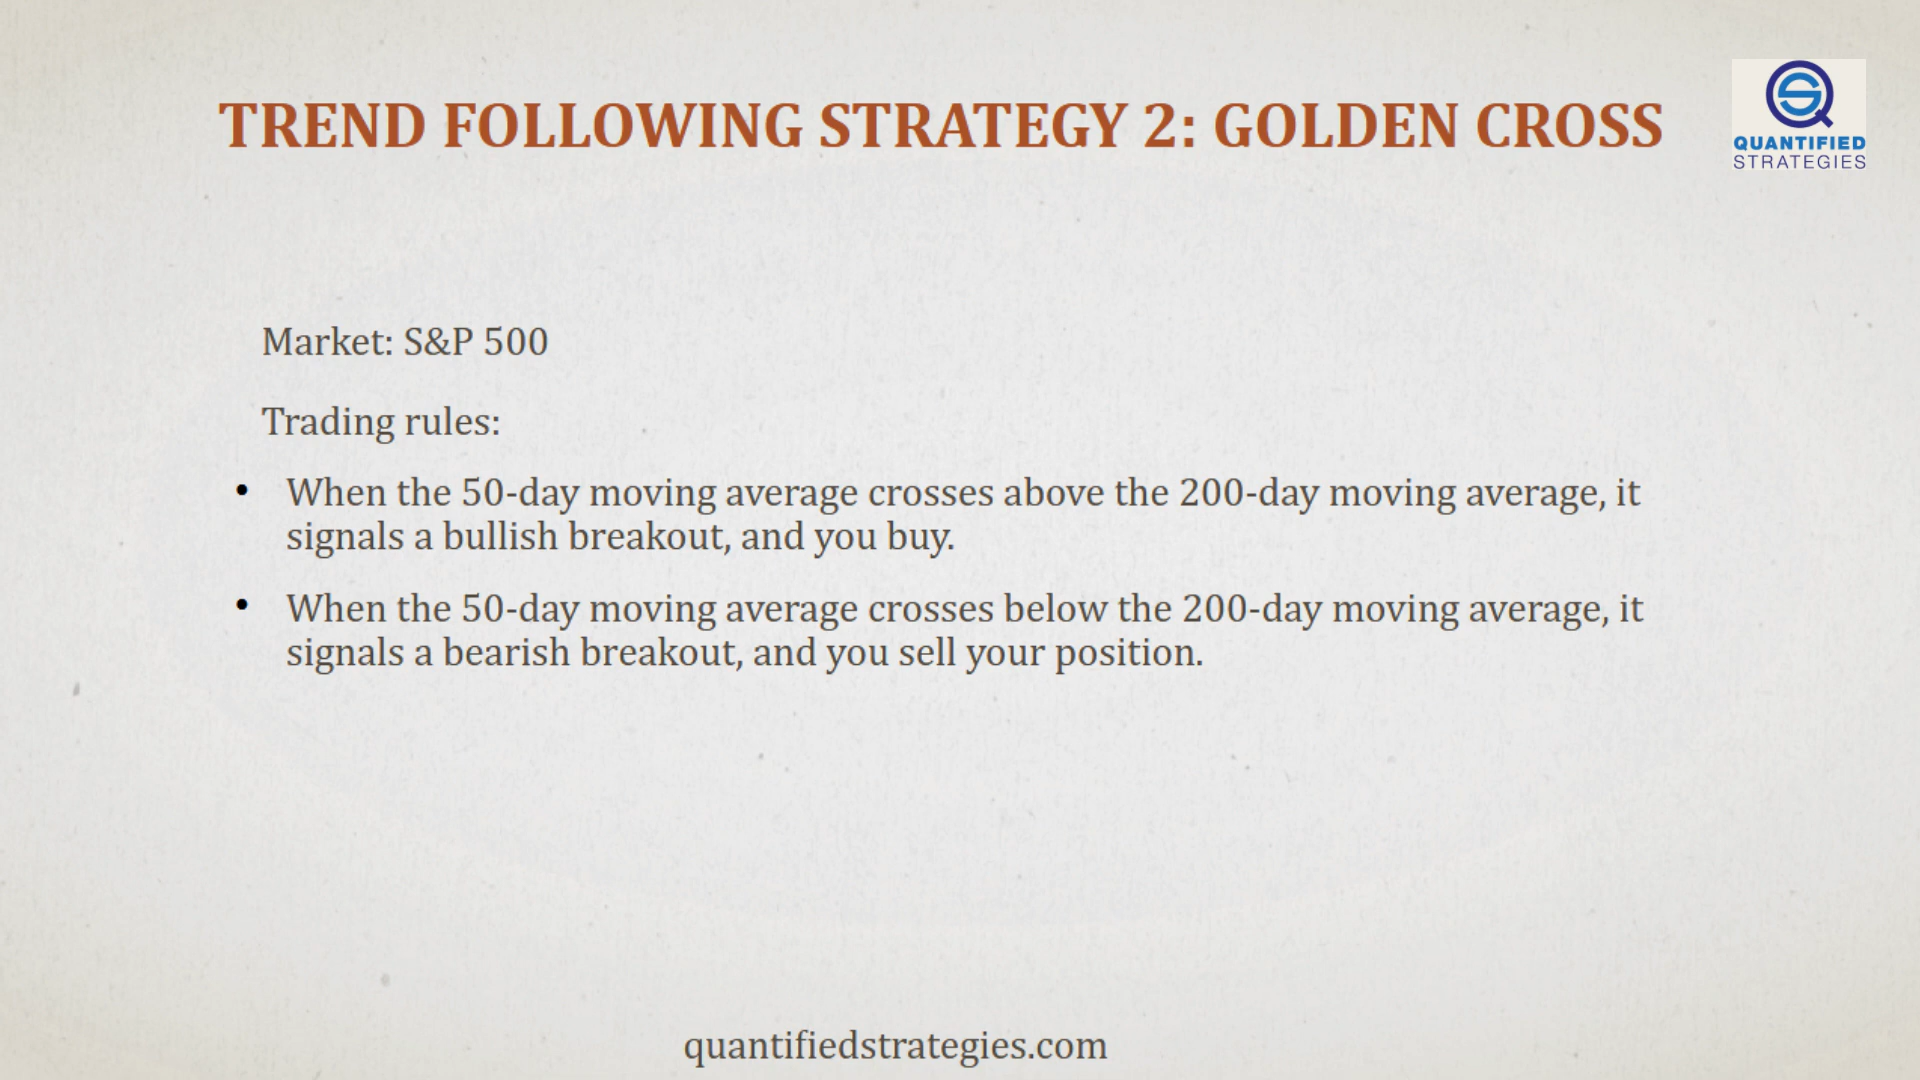 TREND FOLLOWING STRATEGY 2: GOLDEN CROSS
QUANTIFIED
STRATEGIES
Market: S&P 500
Trading rules:
• When the 50-day moving average crosses above the 200-day moving average, it
signals a bullish breakout, and you buy.
• When the 50-day moving average crosses below the 200-day moving average, it
signals a bearish breakout, and you sell your position.
quantifiedstrategies.com